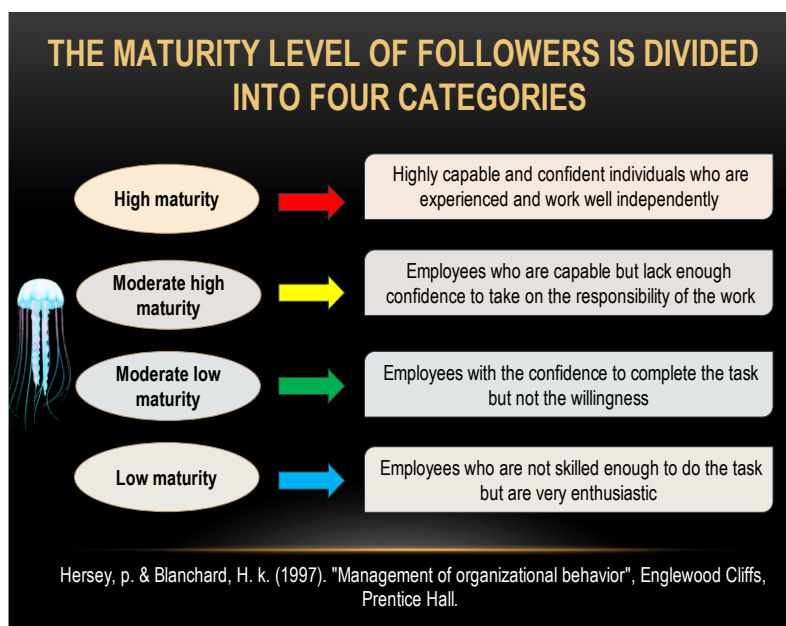 THE MATURITY LEVEL OF FOLLOWERS IS DIVIDED
INTO FOUR CATEGORIES
High maturity
Highly capable and confident individuals who are
experienced and work well independently
Moderate high
maturity
Employees who are capable but lack enough
confidence to take on the responsibility of the work
Moderate low
maturity
Employees with the confidence to complete the task
but not the willingness
Low maturity
Employees who are not skilled enough to do the task
but are very enthusiastic
Hersey, p. & Blanchard, H. k. (1997). "Management of organizational behavior", Englewood Cliffs,
Prentice Hall.